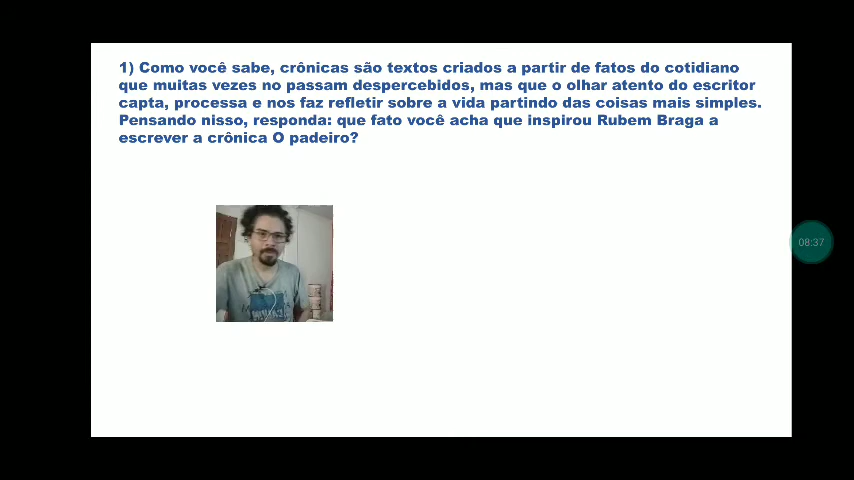 1) Como você sabe, crônicas são textos criados a partir de fatos do cotidiano
que muitas vezes no passam despercebidos, mas que o olhar atento do escritor
capta, processa e nos faz refletir sobre a vida partindo das coisas mais simples.
Pensando nisso, responda: que fato você acha que inspirou Rubem Braga a
escrever a crônica O padeiro?
08:37